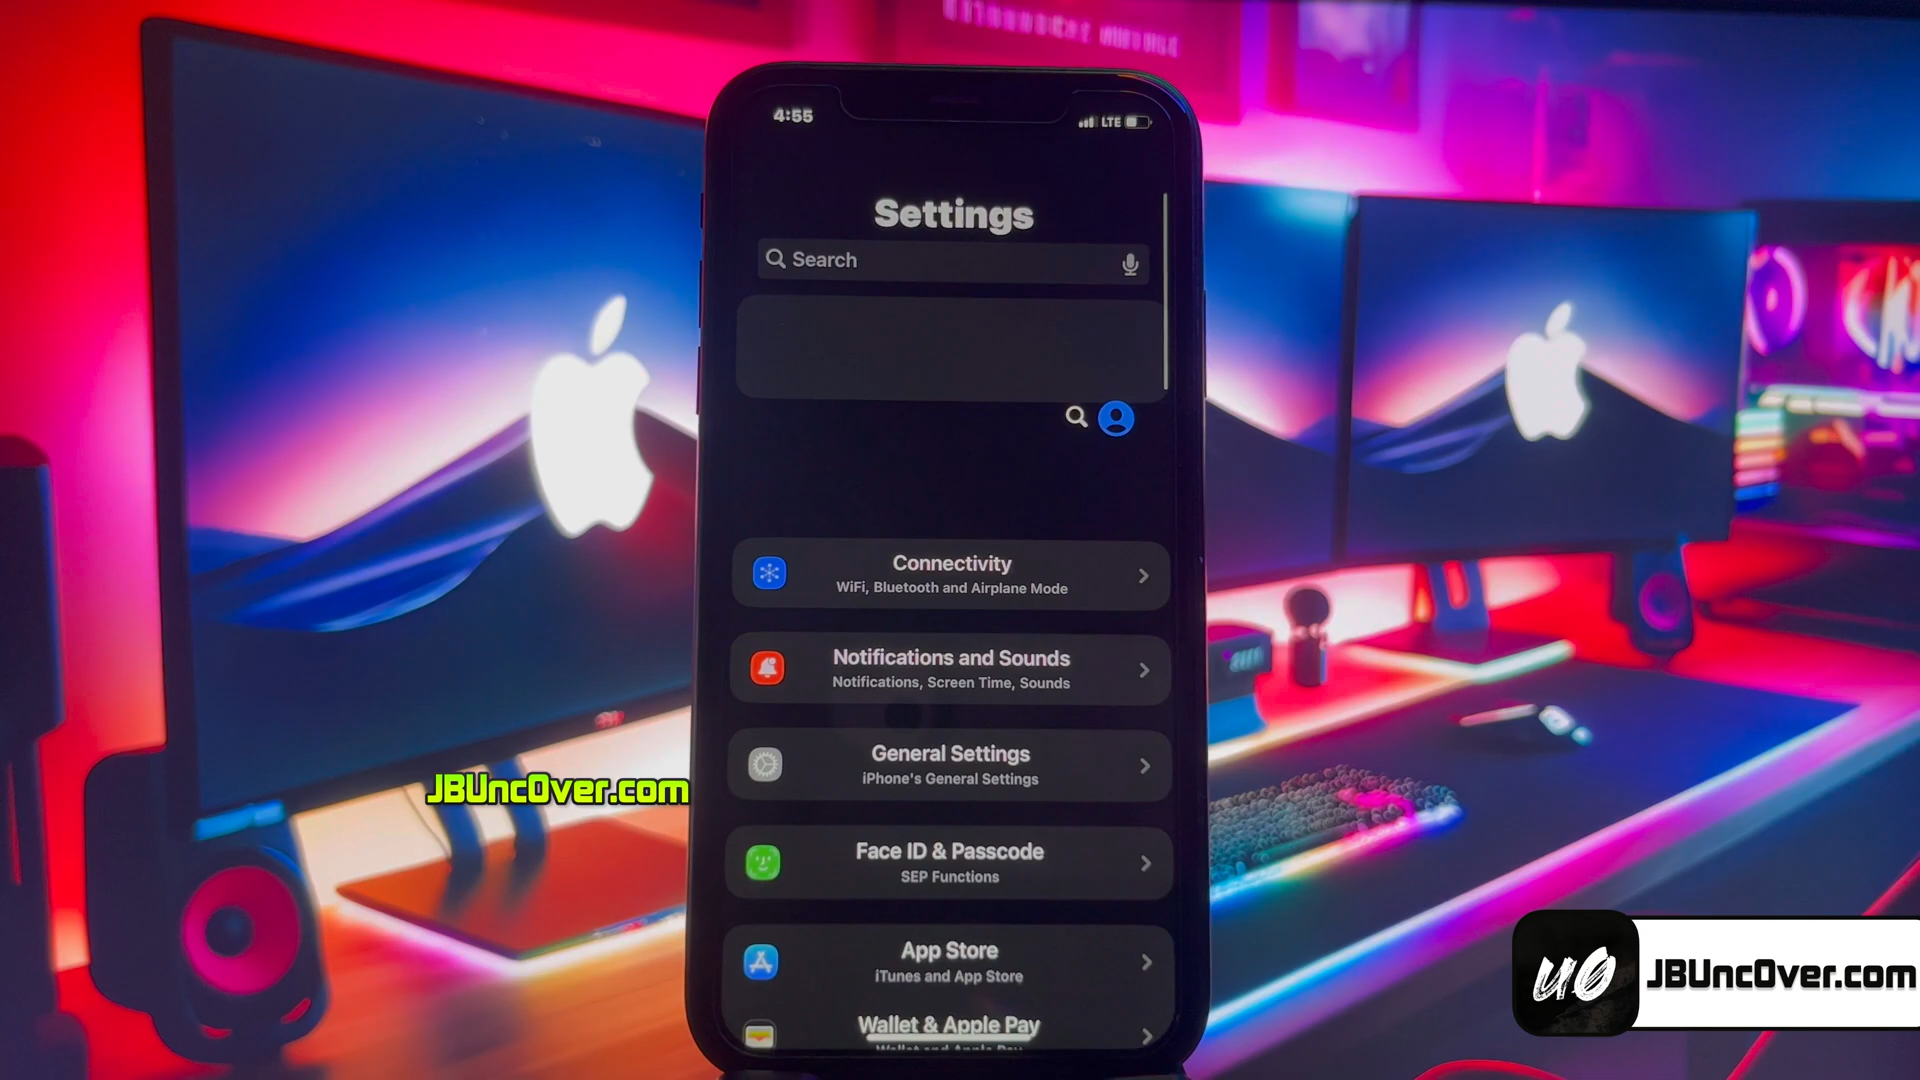 4:55
LTE
Settings
Search
Connectivity
WiFi, Bluetooth and Airplane Mode
Notifications and Sounds
Notifications, Screen Time, Sounds
General Settings
iPhone's General Settings
JBUncOver.com
Face ID & Passcode
SEP Functions
App Store
iTunes and App Store
u0 JBUncOver.com
Wallet & Apple Pay
Wallet and Apple Pay